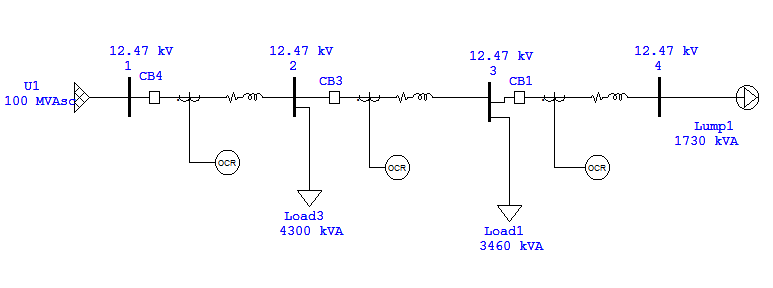 12.47 kV
1
12.47 kV
2
12.47 kV
3
12.47 kV
4
U1
100 MVAsc
CB4
CB3
CB1
Lump1
1730 kVA
OCR
OCR
OCR
Load3
4300 kVA
Load1
3460 kVA